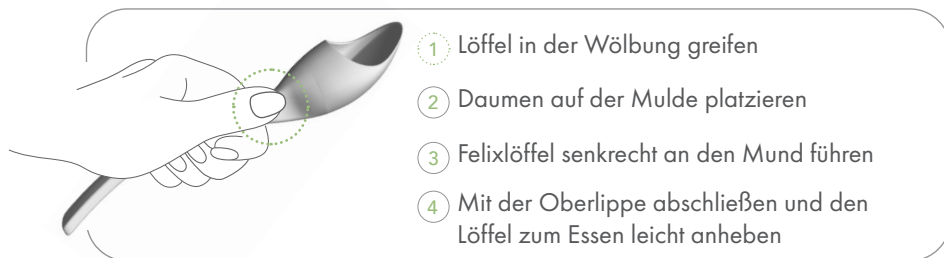 1 Löffel in der Wölbung greifen
2 Daumen auf der Mulde platzieren
3 Felixlöffel senkrecht an den Mund führen
4 Mit der Oberlippe abschließen und den
Löffel zum Essen leicht anheben